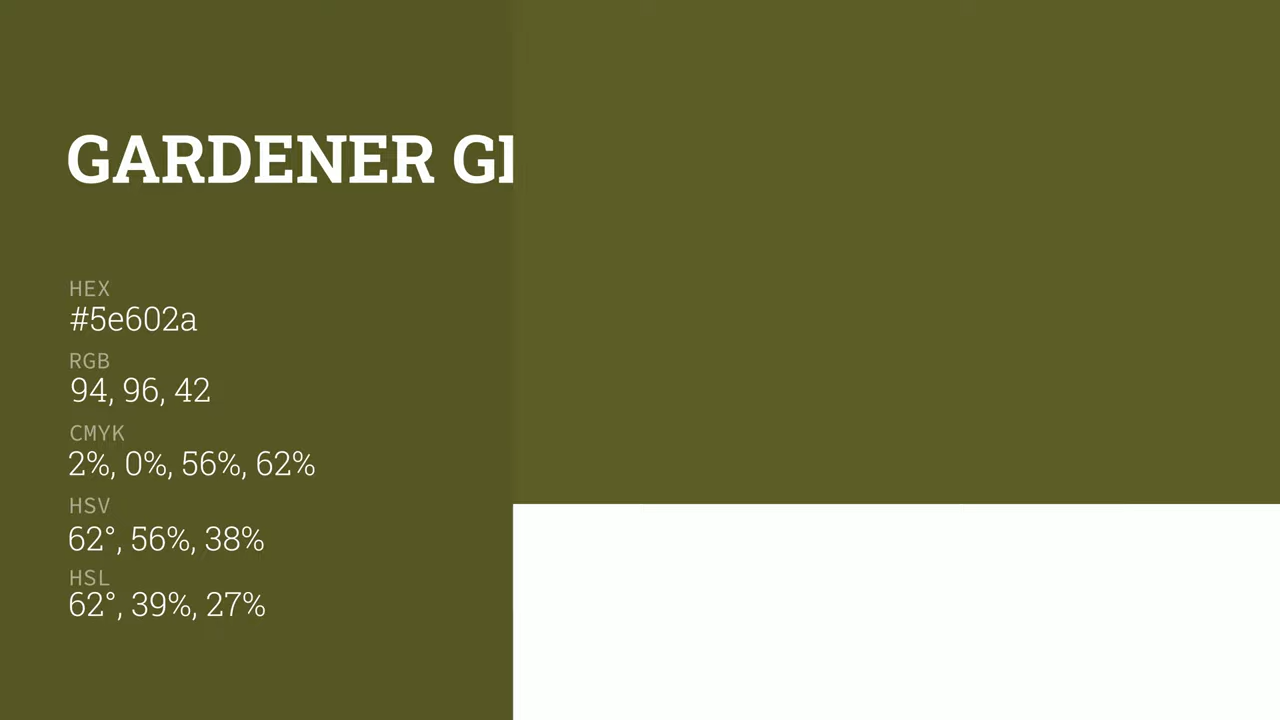 GARDENER
HEX
#5e602a
RGB
94, 96, 42
CMYK
2%, 0%, 56%, 62%
HSV
62°, 56%, 38%
HSL
62°, 39%, 27%